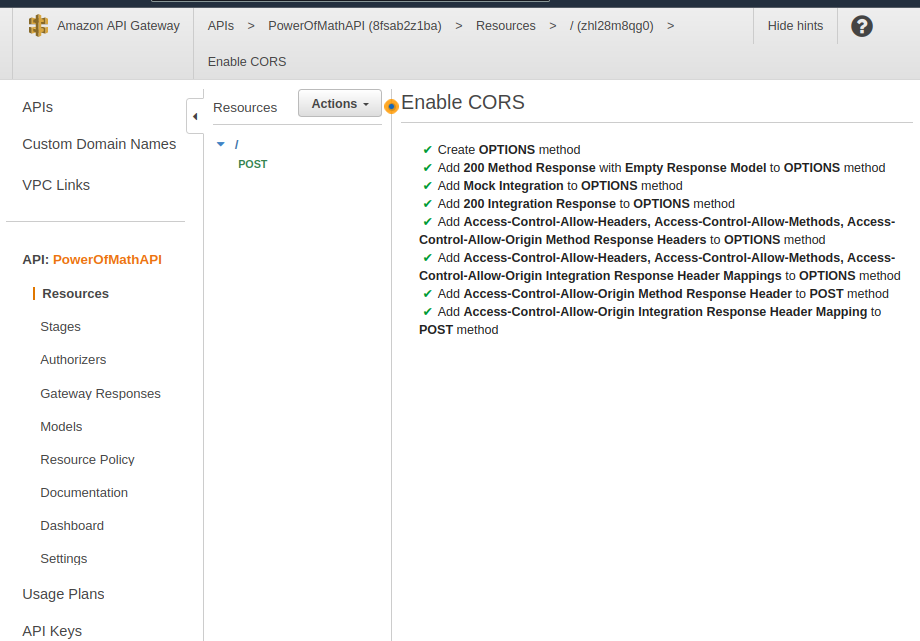 Amazon API Gateway
APIs > PowerOfMathAPI (8fsab2z1ba) > Resources > / (zhl28m8qg0) >
Enable CORS
Hide hints
?
APIs
Custom Domain Names
VPC Links
API: PowerOfMathAPI
Resources
Stages
Authorizers
Gateway Responses
Models
Resource Policy
Documentation
Dashboard
Settings
Usage Plans
API Keys
Resources
Actions
/
POST
Enable CORS
✔ Create OPTIONS method
✔ Add 200 Method Response with Empty Response Model to OPTIONS method
✔ Add Mock Integration to OPTIONS method
✔ Add 200 Integration Response to OPTIONS method
✔ Add Access-Control-Allow-Headers, Access-Control-Allow-Methods, Access-
Control-Allow-Origin Method Response Headers to OPTIONS method
✔ Add Access-Control-Allow-Headers, Access-Control-Allow-Methods, Access-
Control-Allow-Origin Integration Response Header Mappings to OPTIONS method
✔ Add Access-Control-Allow-Origin Method Response Header to POST method
✔ Add Access-Control-Allow-Origin Integration Response Header Mapping to
POST method